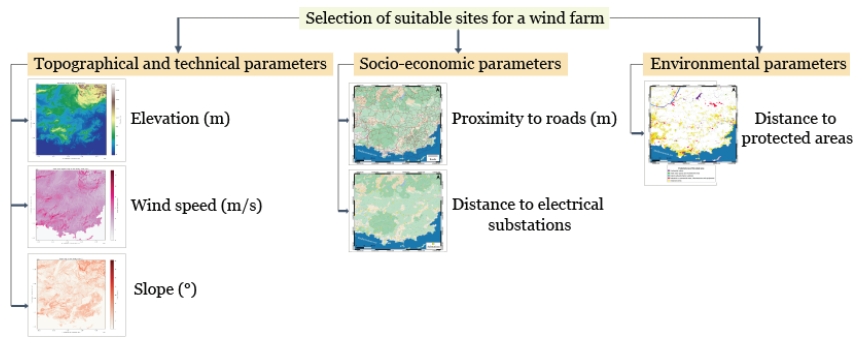 Selection of suitable sites for a wind farm
Topographical and technical parameters
Socio-economic parameters
Environmental parameters
Elevation (m)
Wind speed (m/s)
Slope (°)
Proximity to roads (m)
Distance to electrical
substations
Distance to
protected areas